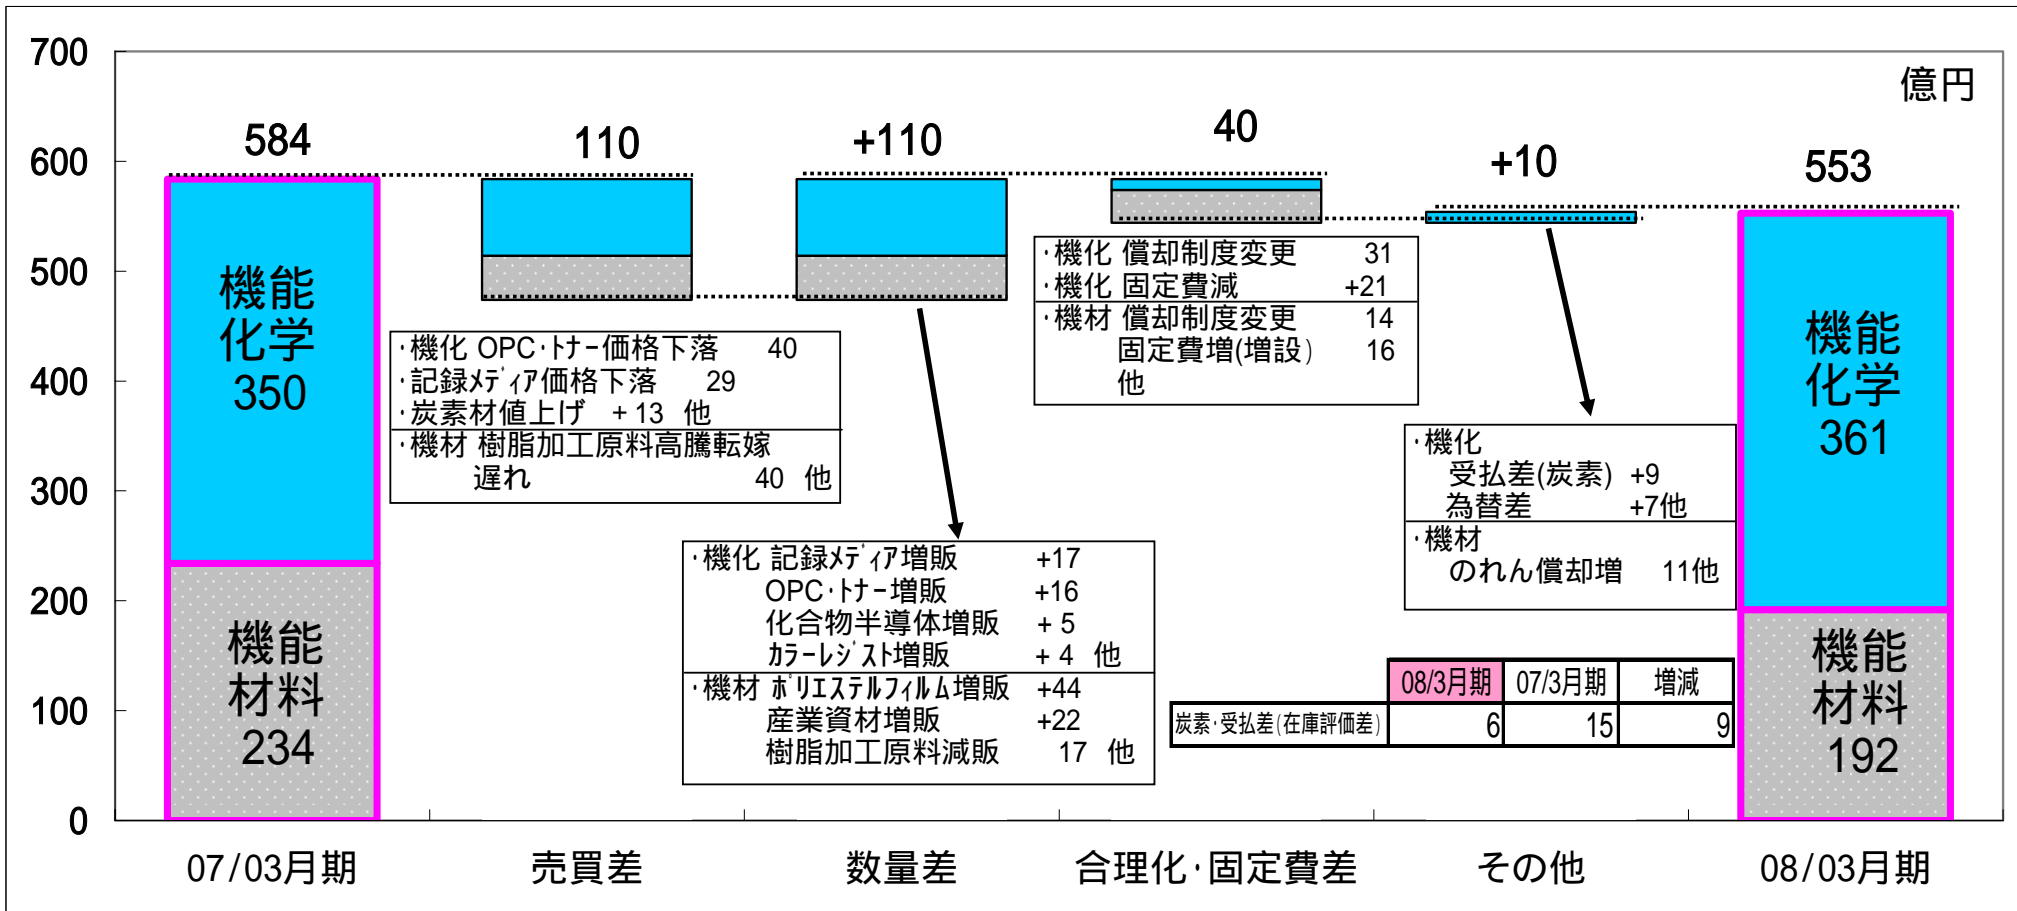 億円
700
600
500
400
300
200
100
0
584
110
+110
40
+10
553
機能
化学
350
機能
材料
234
・機化 OPC・ﾄﾅｰ価格下落 40
・記録ﾒﾃﾞｨｱ価格下落 29
・炭素材値上げ +13 他
・機材 樹脂加工原料高騰転嫁
遅れ 40 他
・機化 記録ﾒﾃﾞｨｱ増販 +17
OPC・ﾄﾅｰ増販 +16
化合物半導体増販 + 5
ｶﾗｰﾚｼﾞｽﾄ増販 + 4 他
・機材 ﾎﾟﾘｴｽﾃﾙﾌｨﾙﾑ増販 +44
産業資材増販 +22
樹脂加工原料減販 17 他
・機化 償却制度変更 31
・機化 固定費減 +21
・機材 償却制度変更 14
固定費増(増設) 16
他
・機化
受払差(炭素) +9
為替差 +7他
・機材
のれん償却増 11他
08/3月期 07/3月期 増減
炭素・受払差(在庫評価差) 6 15 9
機能
化学
361
機能
材料
192
07/03月期 売買差 数量差 合理化・固定費差 その他 08/03月期